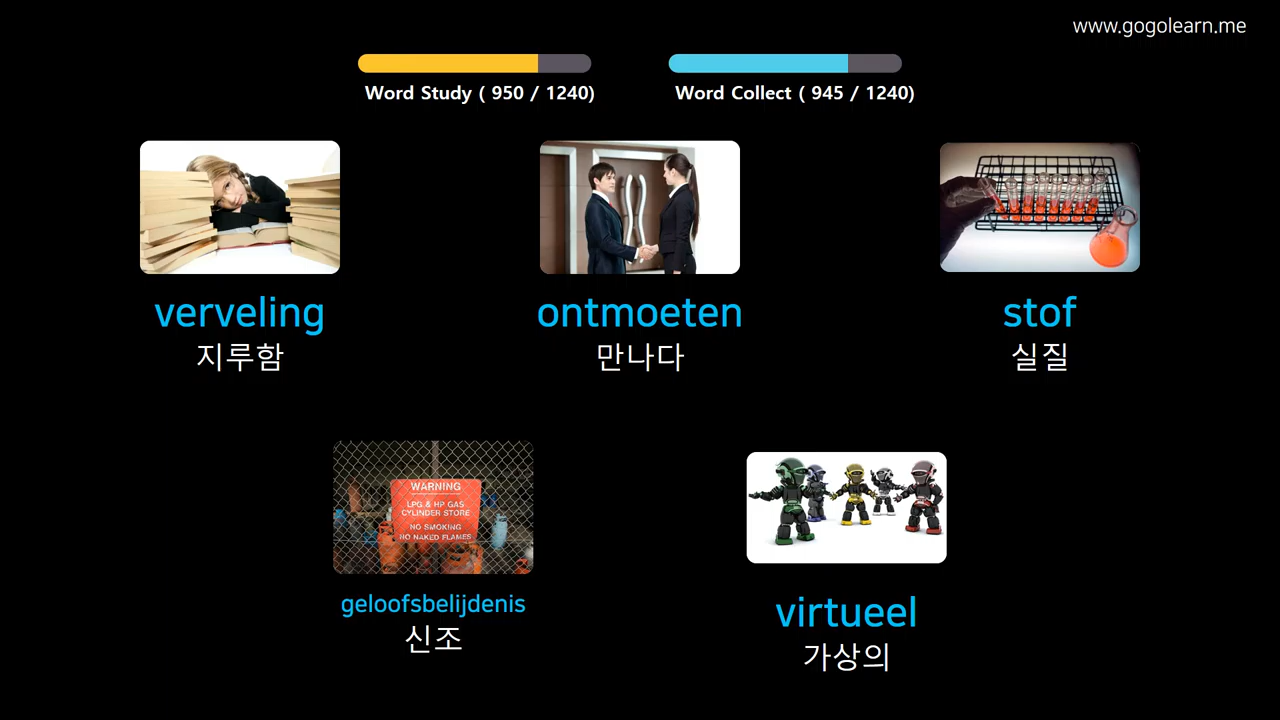 www.gogolearn.me
Word Study ( 950 / 1240)
Word Collect ( 945 / 1240)
verveling
지루함
ontmoeten
만나다
stof
실질
WARNING
LPG & HP GAS
CYLINDER STORE
NO SMOKING
NO NAKED FLAMES
geloofsbelijdenis
신조
virtueel
가상의